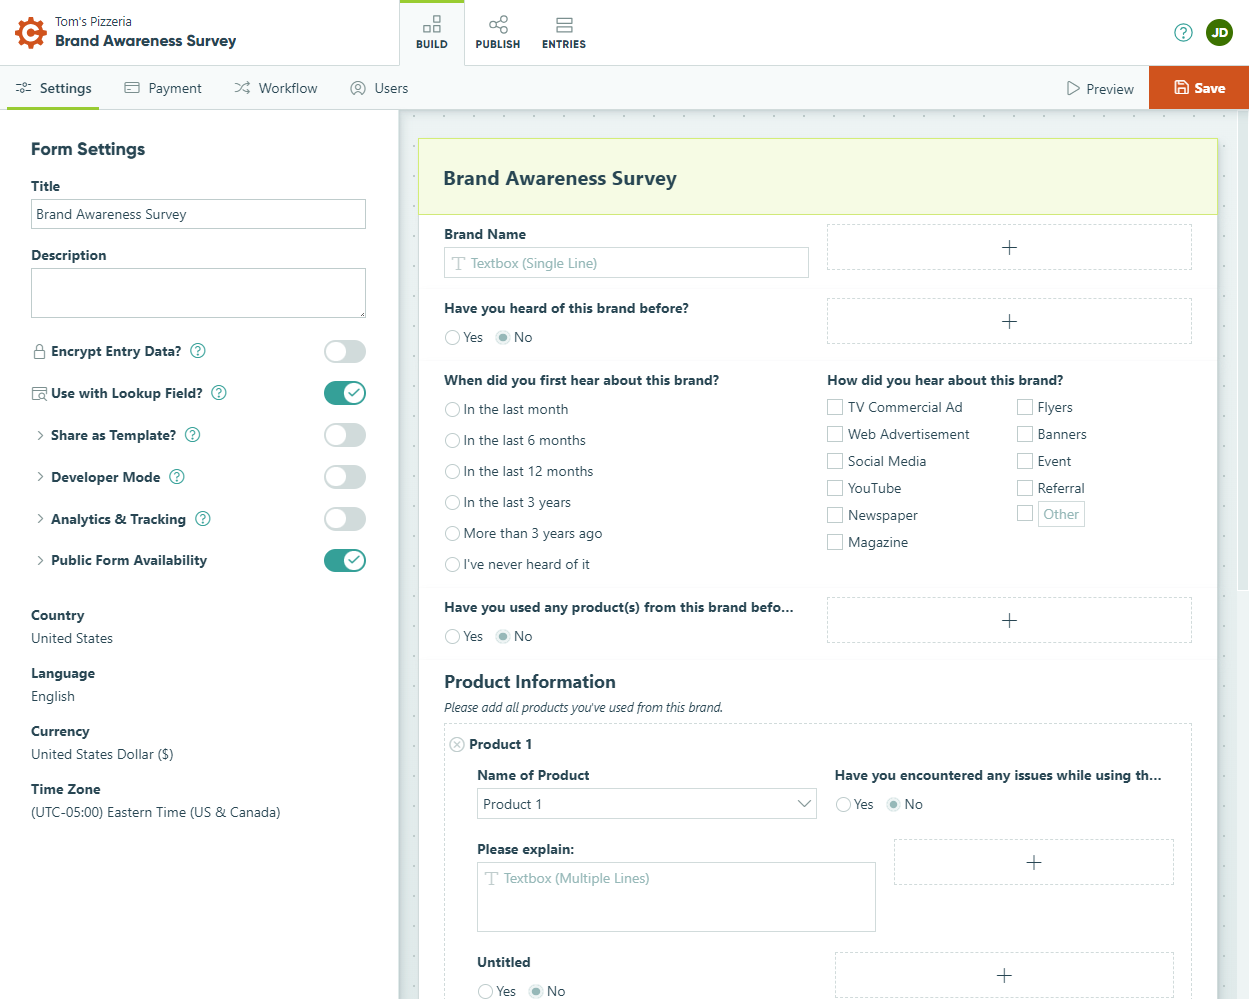 Tom's Pizzeria
Brand Awareness Survey
BUILD
PUBLISH
ENTRIES
?
JD
Settings
Payment
Workflow
Users
Preview
Save
Form Settings
Title
Brand Awareness Survey
Description
Encrypt Entry Data? ?
Use with Lookup Field? ?
Share as Template? ?
Developer Mode ?
Analytics & Tracking ?
Public Form Availability
Country
United States
Language
English
Currency
United States Dollar ($)
Time Zone
(UTC-05:00) Eastern Time (US & Canada)
Brand Awareness Survey
Brand Name
T Textbox (Single Line)
Have you heard of this brand before?
Yes No
When did you first hear about this brand?
In the last month
In the last 6 months
In the last 12 months
In the last 3 years
More than 3 years ago
I've never heard of it
How did you hear about this brand?
TV Commercial Ad
Web Advertisement
Social Media
YouTube
Newspaper
Magazine
Flyers
Banners
Event
Referral
Other
Have you used any product(s) from this brand befo...
Yes No
Product Information
Please add all products you've used from this brand.
Product 1
Name of Product
Product 1
Have you encountered any issues while using th...
Yes No
Please explain:
T Textbox (Multiple Lines)
Untitled
Yes No